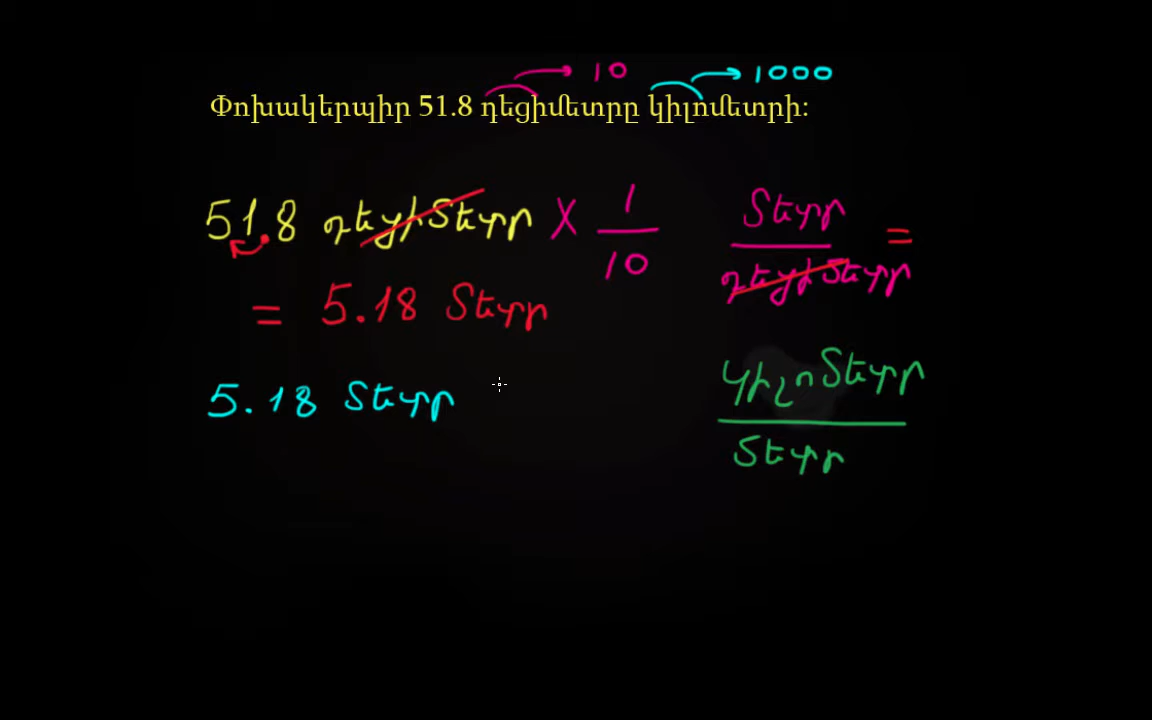 10 1000
Փոխակերպիր 51.8 դեցիմետրը կիլոմետրի:
51.8 դեցիմետր X 1/10 մետր/դեցիմետր =
= 5.18 մետր
5.18 մետր կիլոմետր/մետր